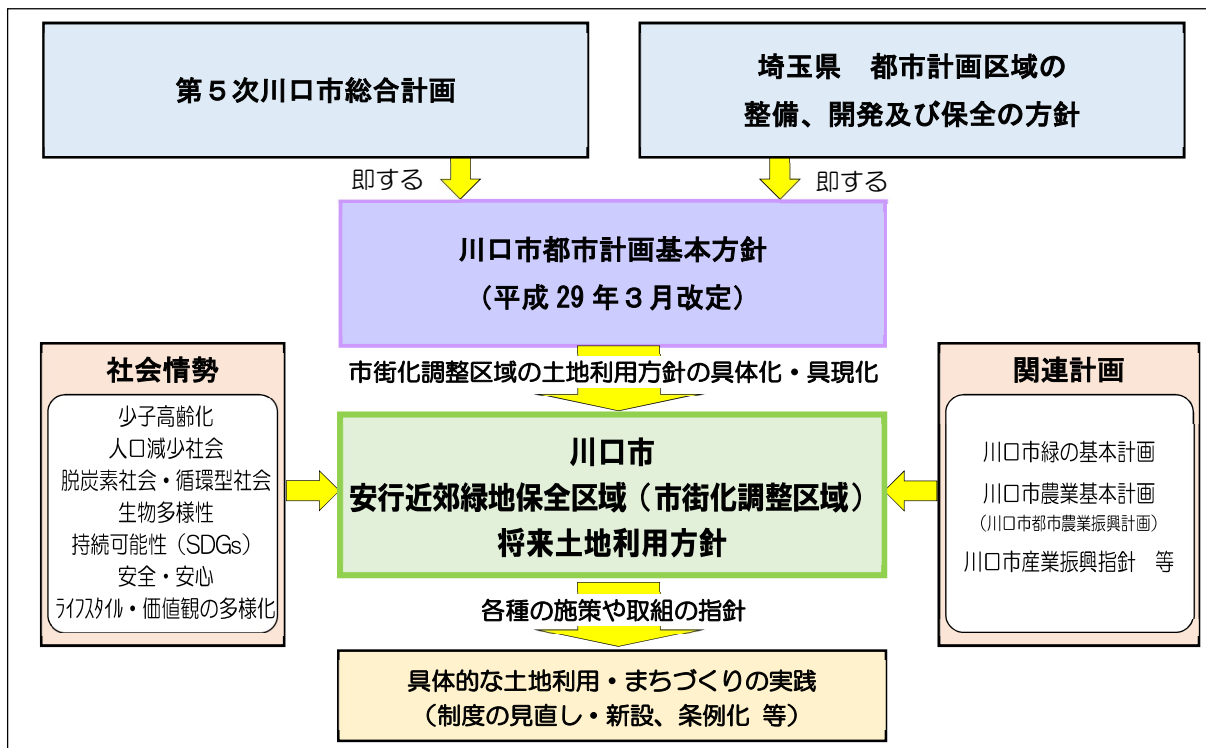 第５次川口市総合計画
埼玉県　都市計画区域の
整備、開発及び保全の方針
即する
即する
川口市都市計画基本方針
（平成 29 年３月改定）
市街化調整区域の土地利用方針の具体化・具現化
社会情勢
少子高齢化
人口減少社会
脱炭素社会・循環型社会
生物多様性
持続可能性（SDGs）
安全・安心
ﾗｲﾌｽﾀｲﾙ・価値観の多様化
川口市
安行近郊緑地保全区域（市街化調整区域）
将来土地利用方針
関連計画
川口市緑の基本計画
川口市農業基本計画
（川口市都市農業振興計画）
川口市産業振興指針　等
各種の施策や取組の指針
具体的な土地利用・まちづくりの実践
（制度の見直し・新設、条例化 等）